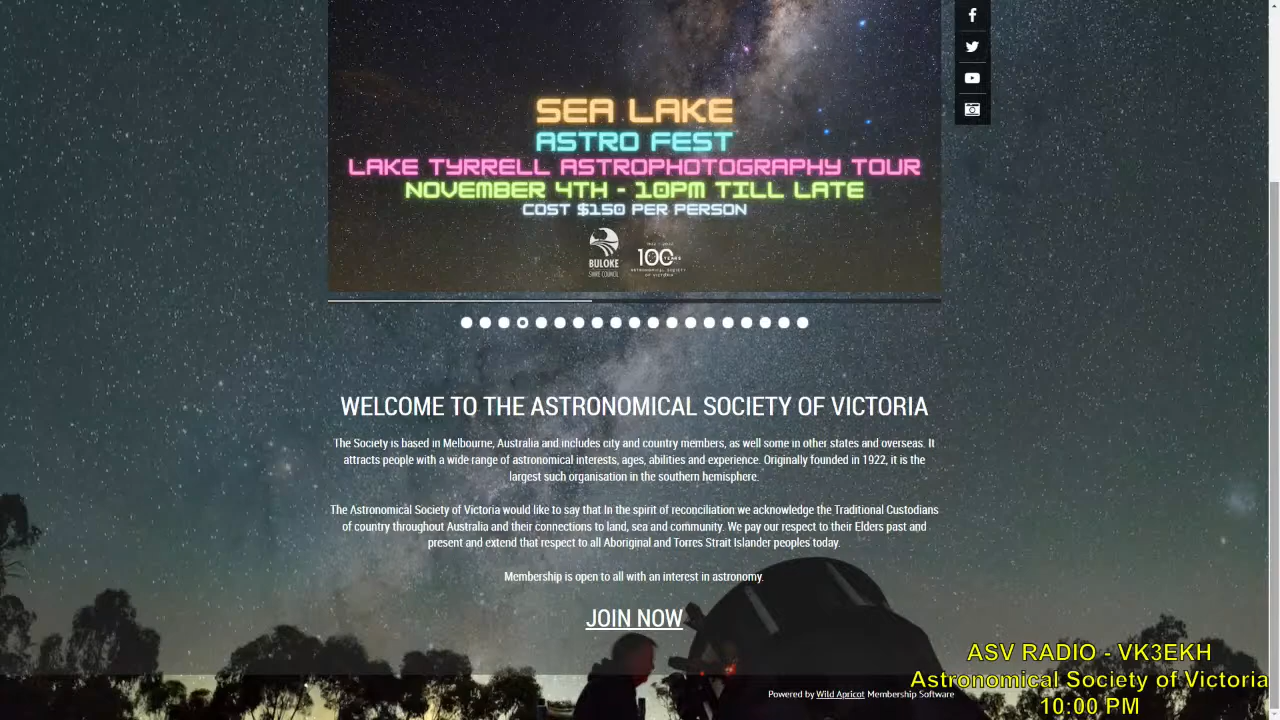 SEA LAKE
ASTRO FEST
LAKE TYRRELL ASTROPHOTOGRAPHY TOUR
NOVEMBER 4TH - 10PM TILL LATE
COST $150 PER PERSON
BULOKE
SHIRE COUNCIL
100 YEARS
ASTRONOMICAL SOCIETY
OF VICTORIA
WELCOME TO THE ASTRONOMICAL SOCIETY OF VICTORIA
The Society is based in Melbourne, Australia and includes city and country members, as well some in other states and overseas. It
attracts people with a wide range of astronomical interests, ages, abilities and experience. Originally founded in 1922, it is the
largest such organisation in the southern hemisphere.
The Astronomical Society of Victoria would like to say that In the spirit of reconciliation we acknowledge the Traditional Custodians
of country throughout Australia and their connections to land, sea and community. We pay our respect to their Elders past and
present and extend that respect to all Aboriginal and Torres Strait Islander peoples today.
Membership is open to all with an interest in astronomy.
JOIN NOW
Powered by Wild Apricot Membership Software
ASV RADIO - VK3EKH
Astronomical Society of Victoria
10:00 PM